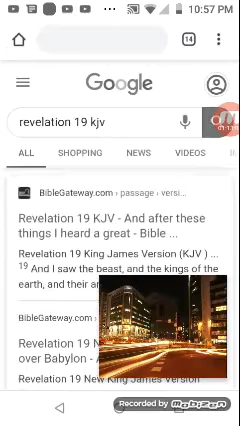 10:57 PM
14
Google
revelation 19 kjv
ALL SHOPPING NEWS VIDEOS
BibleGateway.com › passage › versi...
Revelation 19 KJV - And after these
things I heard a great - Bible ...
Revelation 19 King James Version (KJV ) ...
19 And I saw the beast, and the kings of the
earth, and their
BibleGateway.com ›
Revelation 19
over Babylon -
Revelation 19 New King James Version
Recorded by mobizen